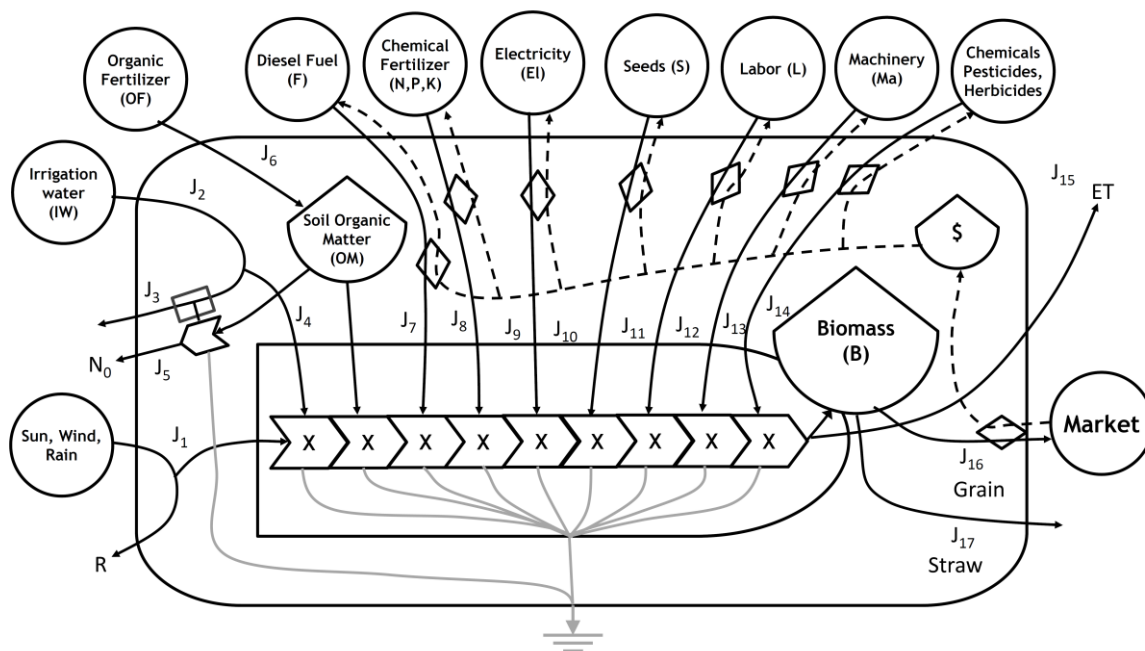 Organic
Fertilizer
(OF)
Diesel Fuel
(F)
Chemical
Fertilizer
(N,P,K)
Electricity
(El)
Seeds (S)
Labor (L)
Machinery
(Ma)
Chemicals
Pesticides,
Herbicides
Irrigation
water
(IW)
J2
J6
Soil Organic
Matter
(OM)
$
J15
ET
J3
J4
J7
J8
J9
J10
J11
J12
J13
J14
Biomass
(B)
N0
J5
Sun, Wind,
Rain
J1
X X X X X X X X X
Market
J16
Grain
R
J17
Straw